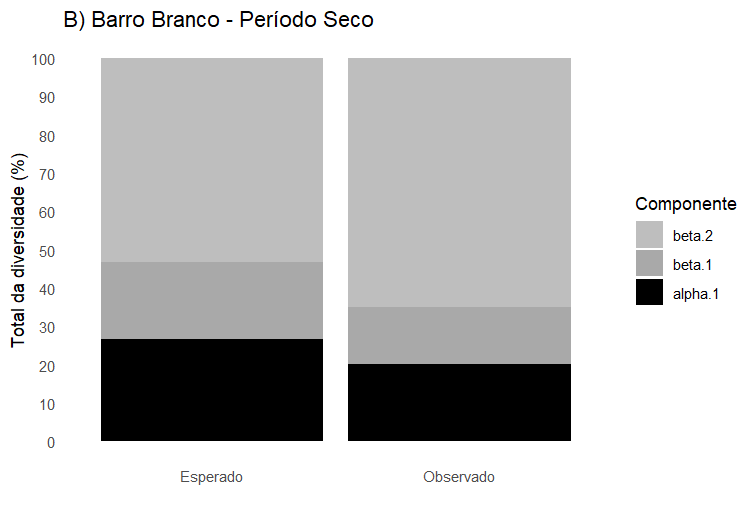 B) Barro Branco - Período Seco
Total da diversidade (%)
100
90
80
70
60
50
40
30
20
10
0
Esperado
Observado
Componente
beta.2
beta.1
alpha.1